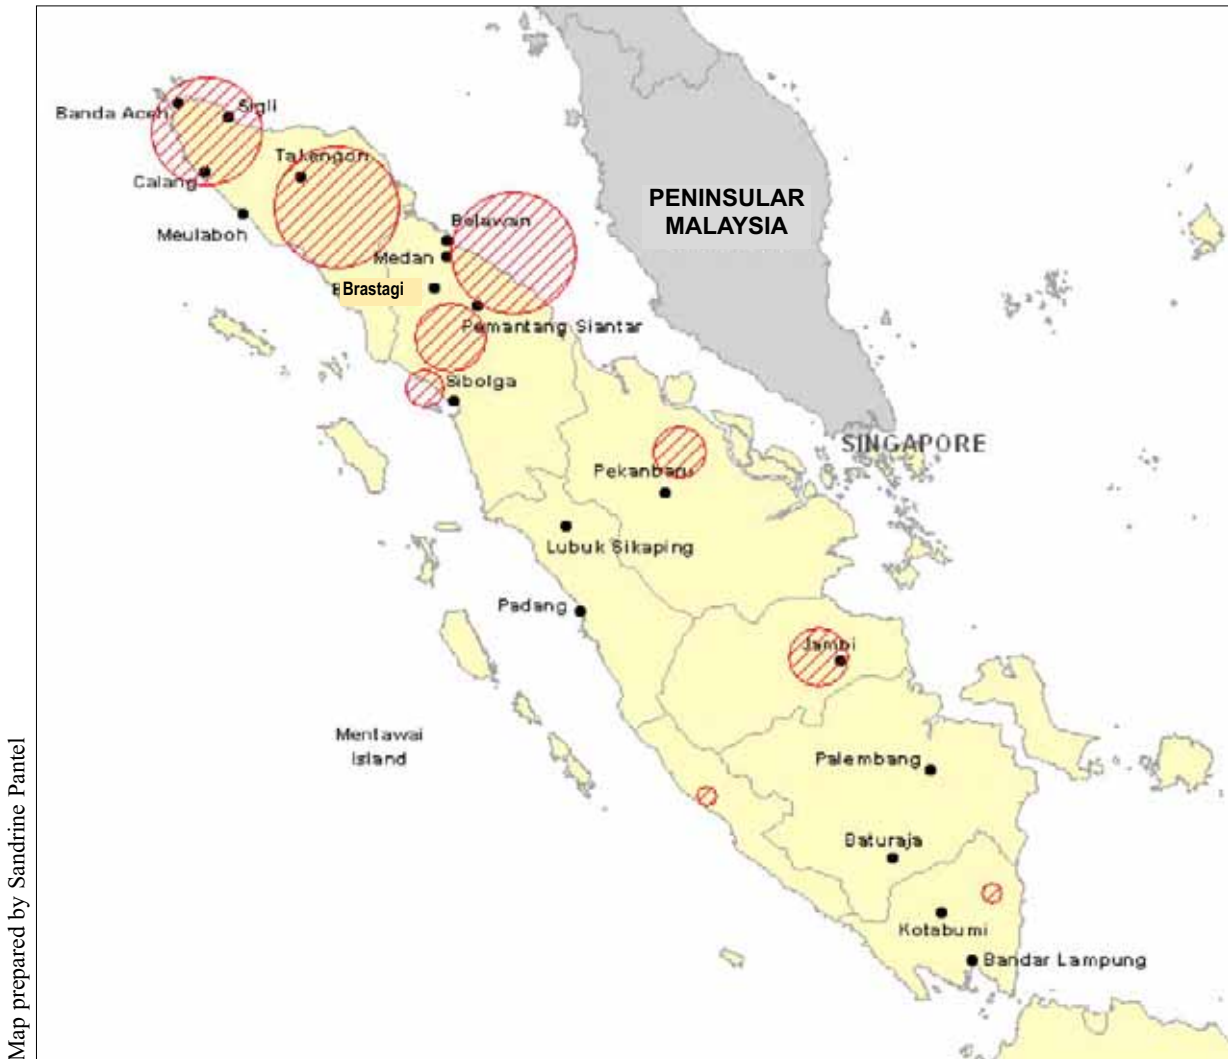 Banda Aceh
Sigli
Takengon
Calang
Meulaboh
Belawan
Medan
Brastagi
Pemantang Siantar
Sibolga
PENINSULAR
MALAYSIA
SINGAPORE
Pekanbaru
Lubuk Sikaping
Padang
Jambi
Mentawai
Island
Palembang
Baturaja
Kotabumi
Bandar Lampung
Map prepared by Sandrine Pantel